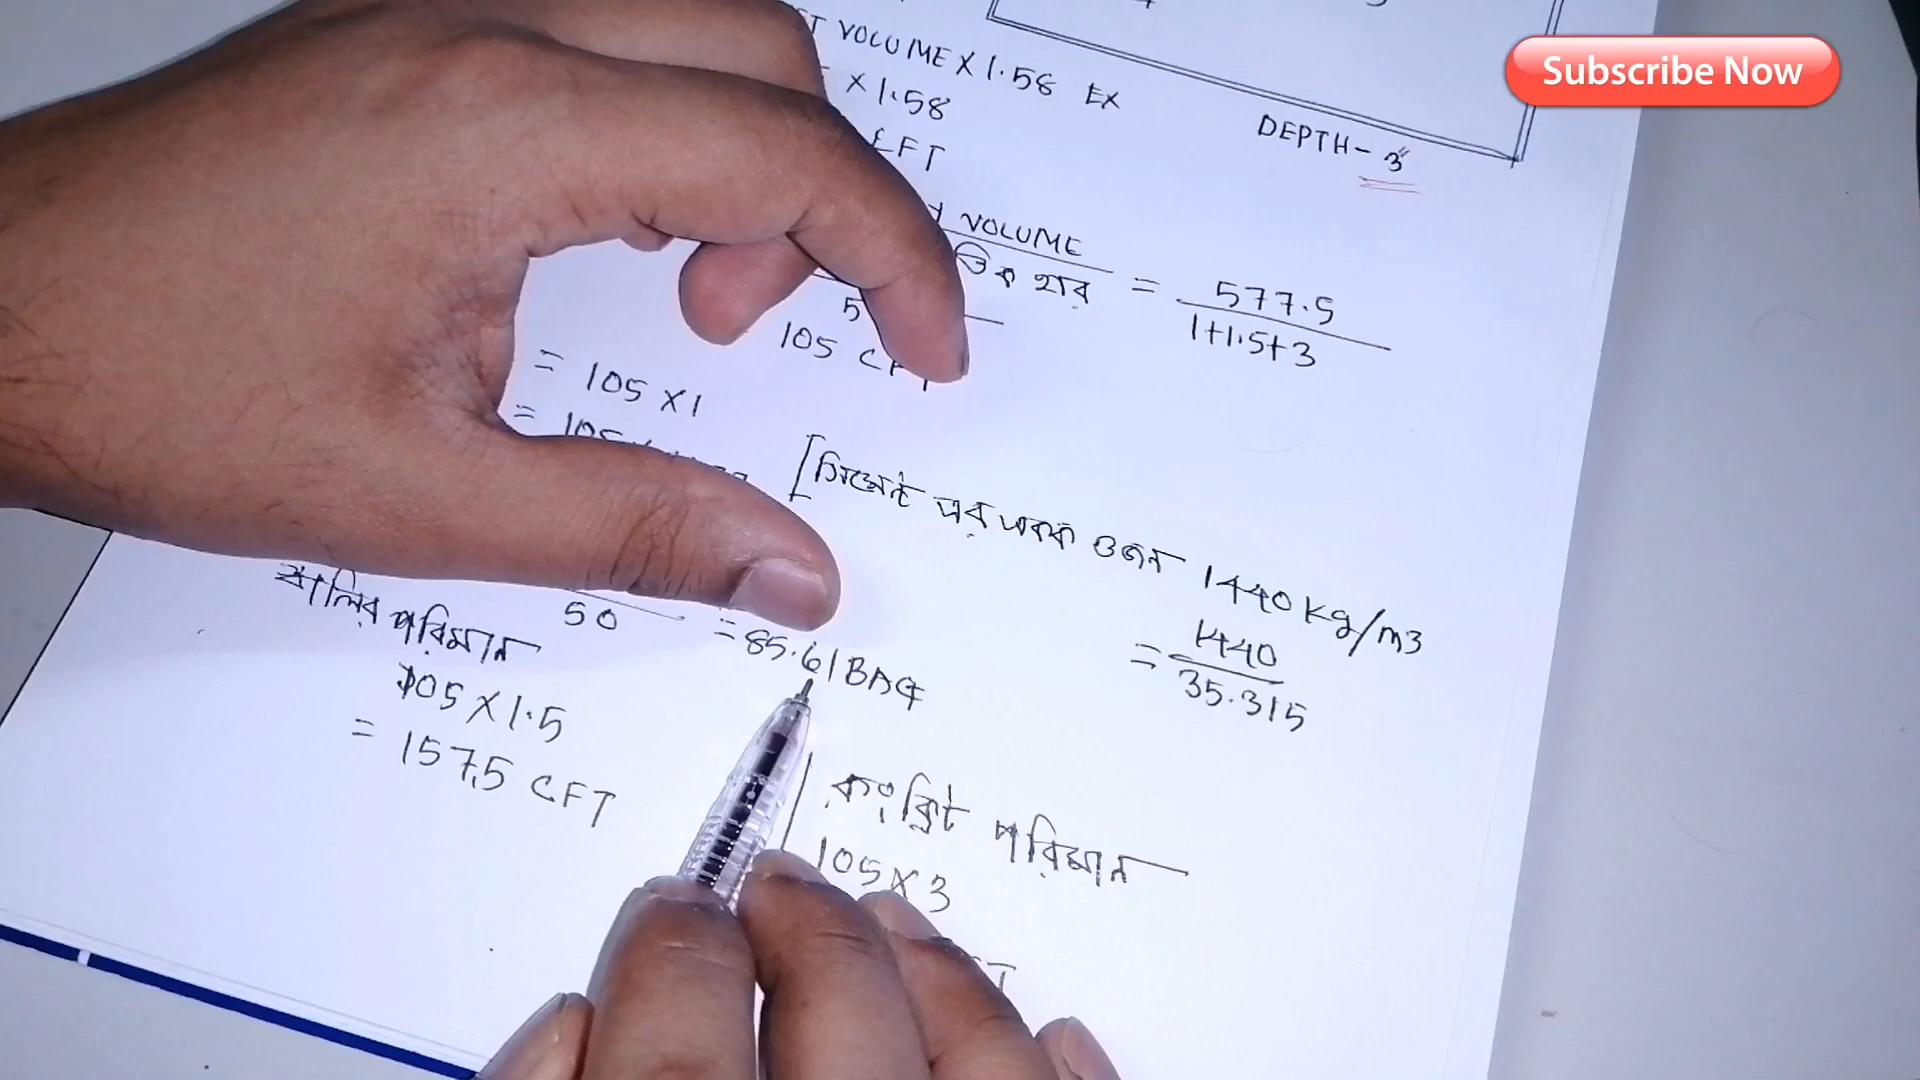 Subscribe Now
VOLUME X 1.58 EX
X 1.58
CFT
DEPTH - 3"
VOLUME
হার
= 577.5
1+1.5+3
5
105 CFT
= 105 X 1
= 105
[সিমেন্ট এর একক ওজন 1440 kg/m3
= 1440
35.315
50
= 85.61 BAG
বালির পরিমান
105 X 1.5
= 157.5 CFT
কংক্রিট পরিমান
105 X 3